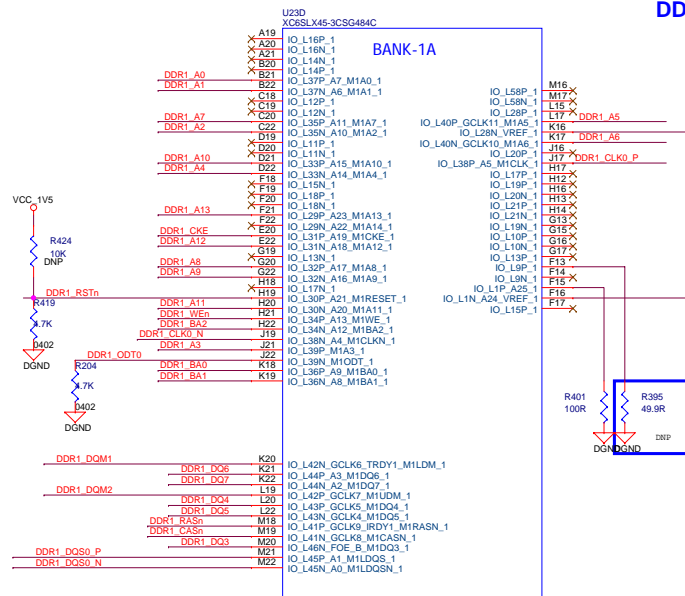 DD
U23D
XC6SLX45-3CSG484C
BANK-1A
A19 IO_L16P_1
A20 IO_L16N_1
A21 IO_L14N_1
B20 IO_L14P_1
DDR1_A0 B21 IO_L37P_A7_M1A0_1
DDR1_A1 B22 IO_L37N_A6_M1A1_1
C18 IO_L12P_1
C19 IO_L12N_1
DDR1_A7 C20 IO_L35P_A11_M1A7_1
DDR1_A2 C22 IO_L35N_A10_M1A2_1
D19 IO_L11P_1
D20 IO_L11N_1
DDR1_A10 D21 IO_L33P_A15_M1A10_1
DDR1_A4 D22 IO_L33N_A14_M1A4_1
F18 IO_L15N_1
F19 IO_L18P_1
F20 IO_L18N_1
DDR1_A13 F21 IO_L29P_A23_M1A13_1
F22 IO_L29N_A22_M1A14_1
DDR1_CKE E20 IO_L31P_A19_M1CKE_1
DDR1_A12 E22 IO_L31N_A18_M1A12_1
G19 IO_L13N_1
DDR1_A8 G20 IO_L32P_A17_M1A8_1
DDR1_A9 G22 IO_L32N_A16_M1A9_1
H18 IO_L17N_1
DDR1_RSTn H19 IO_L30P_A21_M1RESET_1
DDR1_A11 H20 IO_L30N_A20_M1A11_1
DDR1_WEn H21 IO_L34P_A13_M1WE_1
DDR1_BA2 H22 IO_L34N_A12_M1BA2_1
DDR1_CLK0_N J19 IO_L38N_A4_M1CLKN_1
DDR1_A3 J21 IO_L39P_M1A3_1
DDR1_ODT0 J22 IO_L39N_M1ODT_1
DDR1_BA0 K18 IO_L36P_A9_M1BA0_1
DDR1_BA1 K19 IO_L36N_A8_M1BA1_1
IO_L58P_1 M16
IO_L58N_1 M17
IO_L28P_1 L15
IO_L40P_GCLK11_M1A5_1 L17 DDR1_A5
IO_L28N_VREF_1 K16
IO_L40N_GCLK10_M1A6_1 K17 DDR1_A6
IO_L20P_1 J16
IO_L38P_A5_M1CLK_1 J17 DDR1_CLK0_P
IO_L17P_1 H17
IO_L19P_1 H12
IO_L20N_1 H16
IO_L21P_1 H13
IO_L21N_1 H14
IO_L19N_1 G13
IO_L10P_1 G15
IO_L10N_1 G16
IO_L13P_1 G17
IO_L9P_1 F13
IO_L9N_1 F14
IO_L1P_A25_1 F15
IO_L1N_A24_VREF_1 F16
IO_L15P_1 F17
VCC_1V5
R424
10K
DNP
R419
4.7K
0402
DGND
R204
4.7K
0402
DGND
R401
100R
DGND
R395
49.9R
DGND
DNP
DDR1_DQM1 K20 IO_L42N_GCLK6_TRDY1_M1LDM_1
DDR1_DQ6 K21 IO_L44P_A3_M1DQ6_1
DDR1_DQ7 K22 IO_L44N_A2_M1DQ7_1
DDR1_DQM2 L19 IO_L42P_GCLK7_M1UDM_1
DDR1_DQ4 L20 IO_L43P_GCLK5_M1DQ4_1
DDR1_DQ5 L22 IO_L43N_GCLK4_M1DQ5_1
DDR1_RASn M18 IO_L41P_GCLK9_IRDY1_M1RASN_1
DDR1_CASn M19 IO_L41N_GCLK8_M1CASN_1
DDR1_DQ3 M20 IO_L46N_FOE_B_M1DQ3_1
DDR1_DQS0_P M21 IO_L45P_A1_M1LDQS_1
DDR1_DQS0_N M22 IO_L45N_A0_M1LDQSN_1